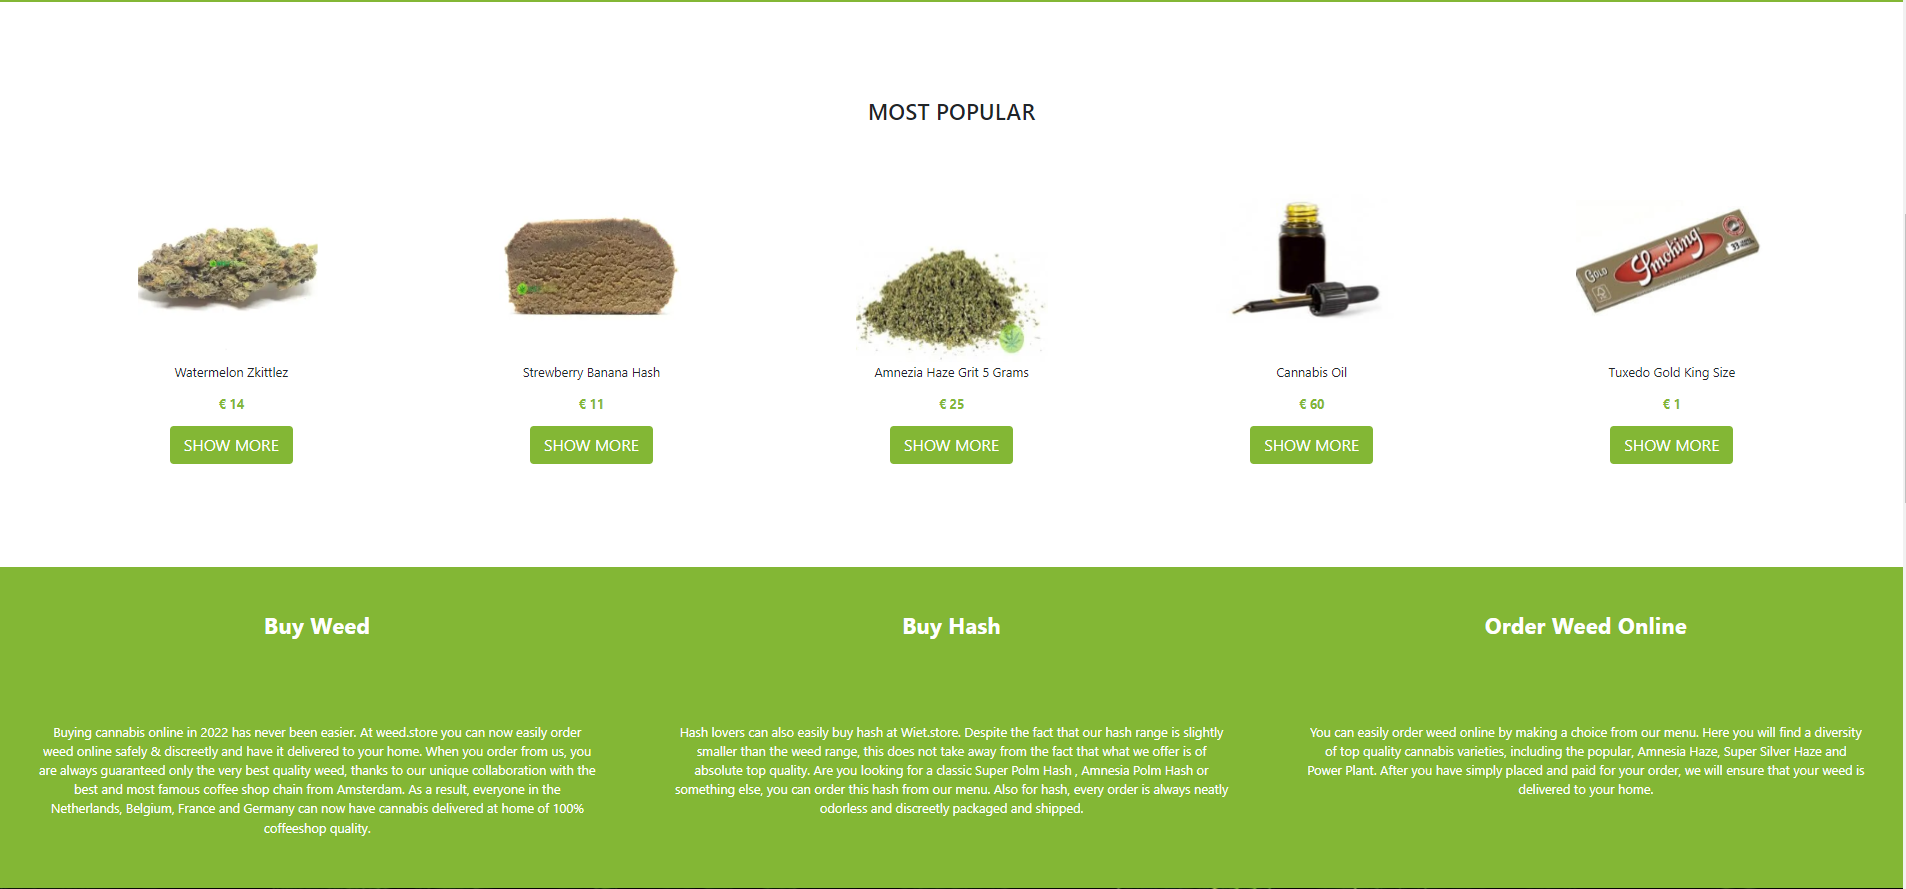 MOST POPULAR
GOLD
Smoking
33
Watermelon Zkittlez
Strewberry Banana Hash
Amnezia Haze Grit 5 Grams
Cannabis Oil
Tuxedo Gold King Size
€ 14
€ 11
€ 25
€ 60
€ 1
SHOW MORE
SHOW MORE
SHOW MORE
SHOW MORE
SHOW MORE
Buy Weed
Buying cannabis online in 2022 has never been easier. At weed.store you can now easily order
weed online safely & discreetly and have it delivered to your home. When you order from us, you
are always guaranteed only the very best quality weed, thanks to our unique collaboration with the
best and most famous coffee shop chain from Amsterdam. As a result, everyone in the
Netherlands, Belgium, France and Germany can now have cannabis delivered at home of 100%
coffeeshop quality.
Buy Hash
Hash lovers can also easily buy hash at Wiet.store. Despite the fact that our hash range is slightly
smaller than the weed range, this does not take away from the fact that what we offer is of
absolute top quality. Are you looking for a classic Super Polm Hash , Amnesia Polm Hash or
something else, you can order this hash from our menu. Also for hash, every order is always neatly
odorless and discreetly packaged and shipped.
Order Weed Online
You can easily order weed online by making a choice from our menu. Here you will find a diversity
of top quality cannabis varieties, including the popular, Amnesia Haze, Super Silver Haze and
Power Plant. After you have simply placed and paid for your order, we will ensure that your weed is
delivered to your home.